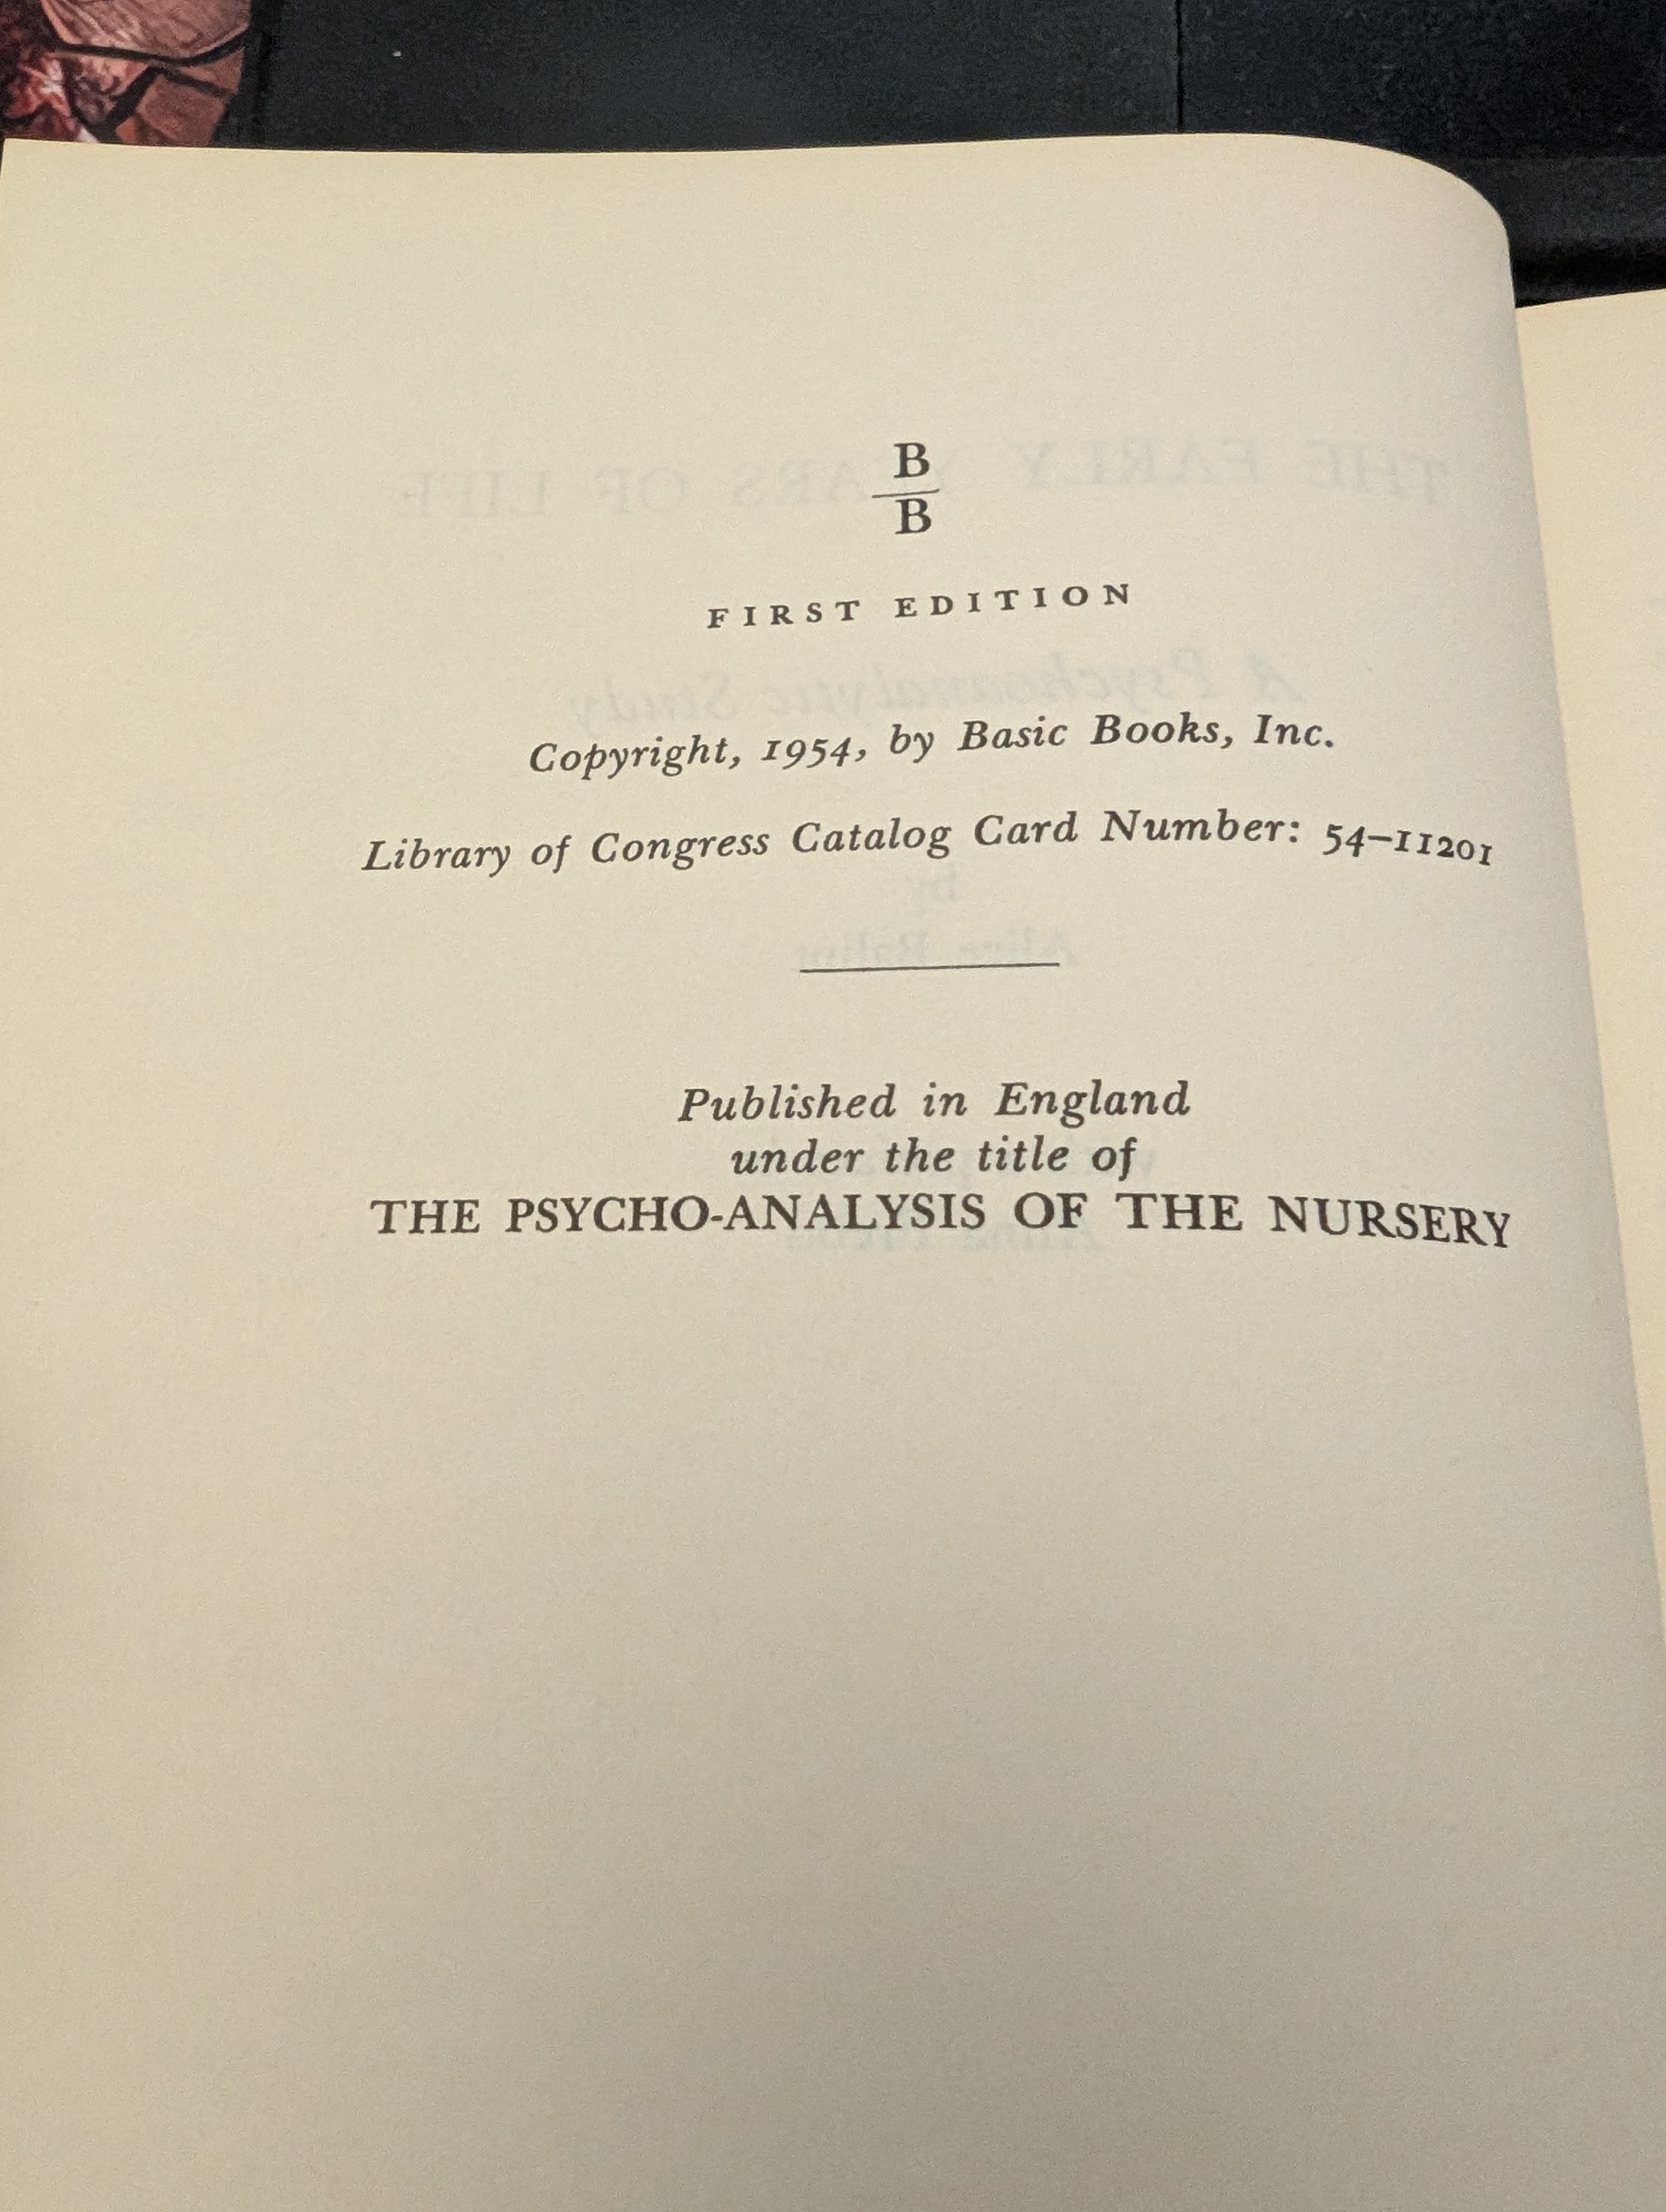 B
B
FIRST EDITION
Copyright, 1954, by Basic Books, Inc.
Library of Congress Catalog Card Number: 54–11201
Published in England
under the title of
THE PSYCHO-ANALYSIS OF THE NURSERY